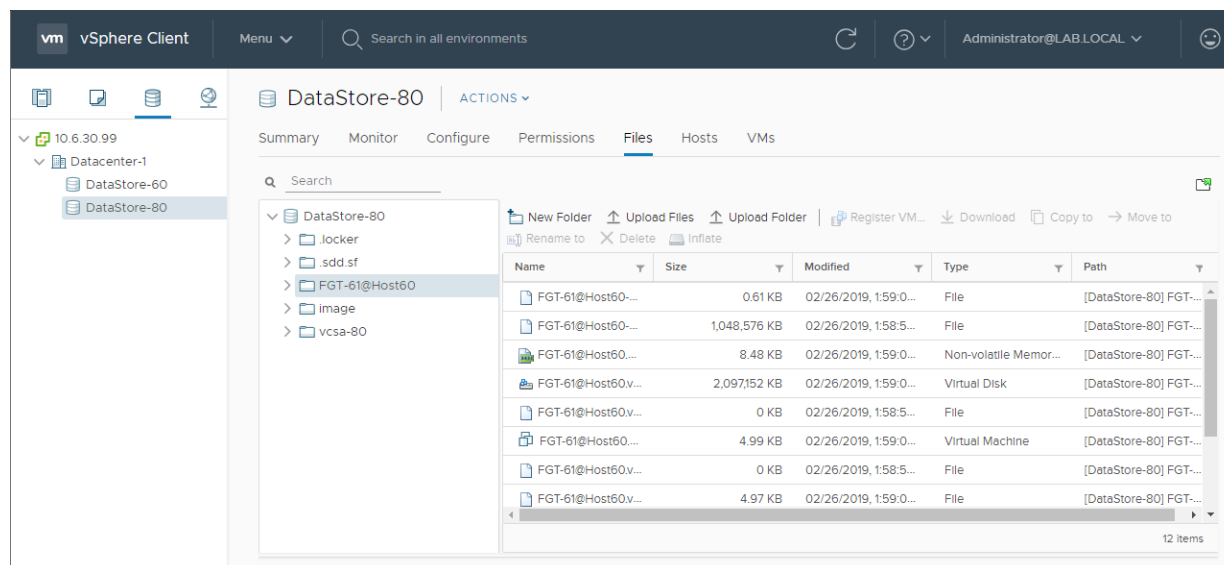 vm vSphere Client Menu Search in all environments Administrator@LAB.LOCAL
DataStore-80 ACTIONS
10.6.30.99
Datacenter-1
DataStore-60
DataStore-80
Summary Monitor Configure Permissions Files Hosts VMs
Search
DataStore-80
.locker
.sdd.sf
FGT-61@Host60
image
vcsa-80
New Folder Upload Files Upload Folder Register VM... Download Copy to Move to
Rename to Delete Inflate
Name Size Modified Type Path
FGT-61@Host60-... 0.61 KB 02/26/2019, 1:59:0... File [DataStore-80] FGT-...
FGT-61@Host60-... 1,048,576 KB 02/26/2019, 1:58:5... File [DataStore-80] FGT-...
FGT-61@Host60.... 8.48 KB 02/26/2019, 1:59:0... Non-volatile Memor... [DataStore-80] FGT-...
FGT-61@Host60.v... 2,097,152 KB 02/26/2019, 1:59:0... Virtual Disk [DataStore-80] FGT-...
FGT-61@Host60.v... 0 KB 02/26/2019, 1:58:5... File [DataStore-80] FGT-...
FGT-61@Host60.... 4.99 KB 02/26/2019, 1:59:0... Virtual Machine [DataStore-80] FGT-...
FGT-61@Host60.v... 0 KB 02/26/2019, 1:58:5... File [DataStore-80] FGT-...
FGT-61@Host60.v... 4.97 KB 02/26/2019, 1:59:0... File [DataStore-80] FGT-...
12 items